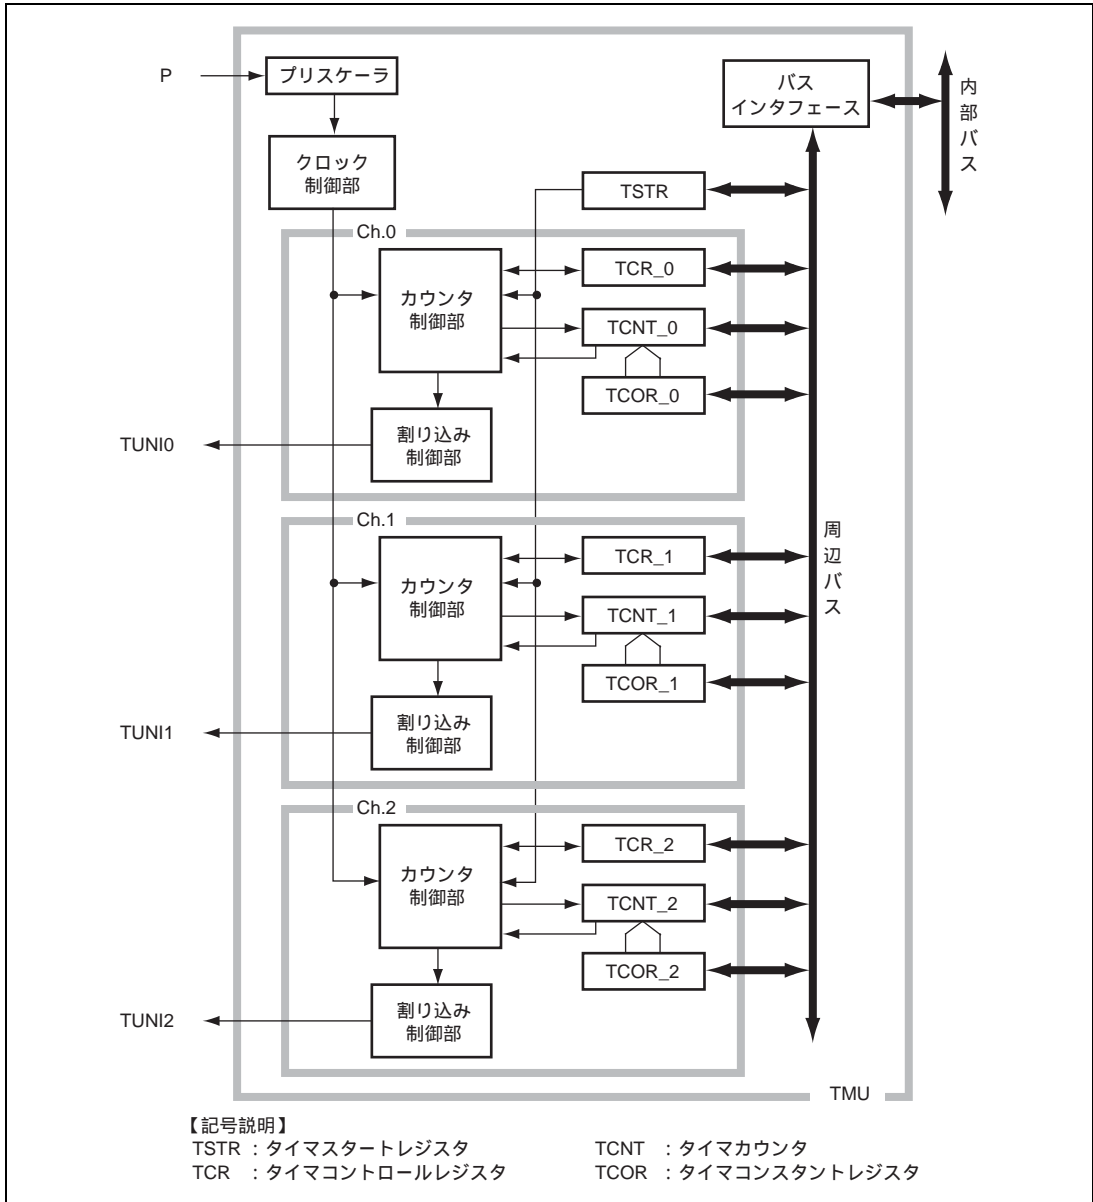 P
プリスケーラ
バス
インタフェース
内部バス
クロック
制御部
TSTR
Ch.0
カウンタ
制御部
TCR_0
TCNT_0
TCOR_0
割り込み
制御部
TUNI0
Ch.1
カウンタ
制御部
TCR_1
TCNT_1
TCOR_1
周辺バス
割り込み
制御部
TUNI1
Ch.2
カウンタ
制御部
TCR_2
TCNT_2
TCOR_2
割り込み
制御部
TUNI2
TMU
【記号説明】
TSTR : タイマスタートレジスタ TCNT : タイマカウンタ
TCR : タイマコントロールレジスタ TCOR : タイマコンスタントレジスタ